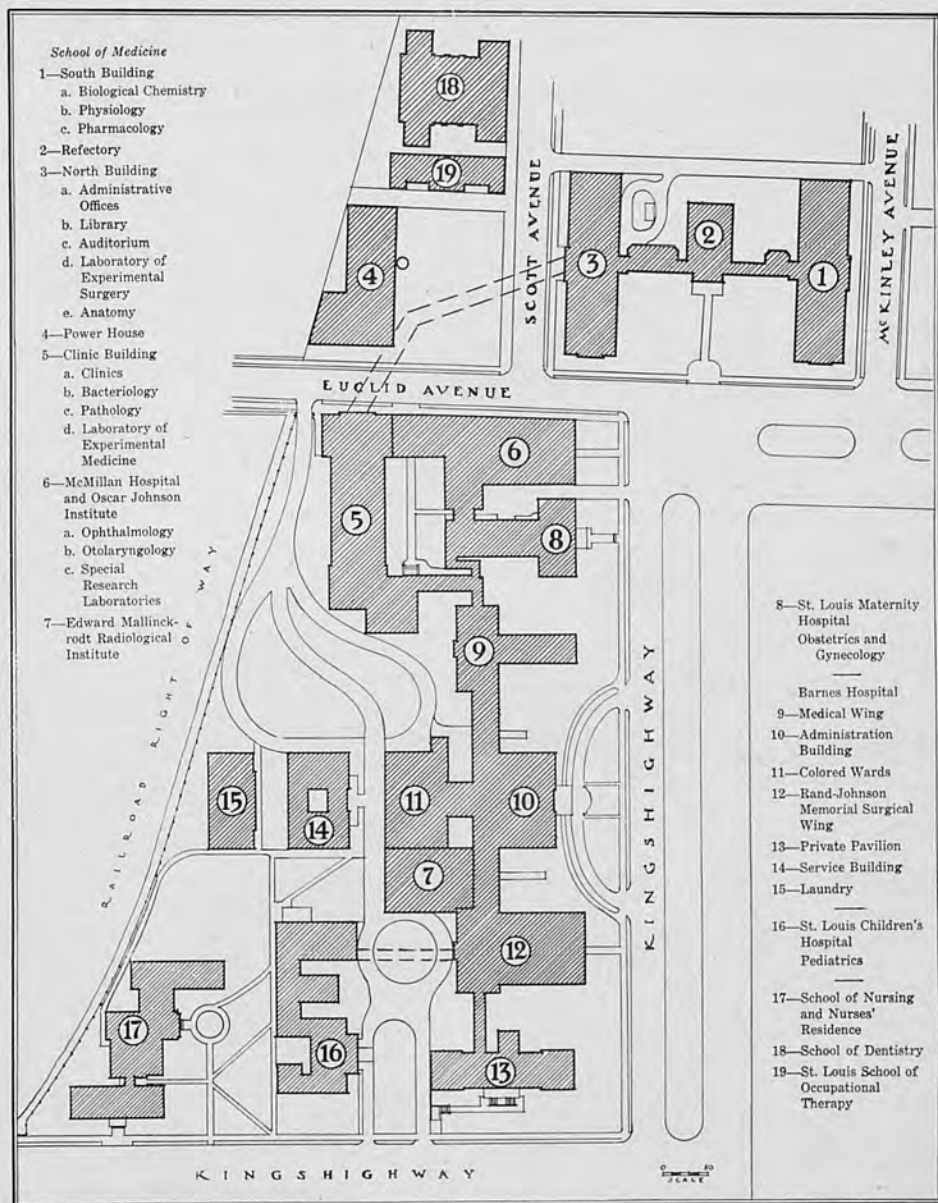 School of Medicine
1—South Building
a. Biological Chemistry
b. Physiology
c. Pharmacology
2—Refectory
3—North Building
a. Administrative
Offices
b. Library
c. Auditorium
d. Laboratory of
Experimental
Surgery
e. Anatomy
4—Power House
5—Clinic Building
a. Clinics
b. Bacteriology
c. Pathology
d. Laboratory of
Experimental
Medicine
6—McMillan Hospital
and Oscar Johnson
Institute
a. Ophthalmology
b. Otolaryngology
c. Special
Research
Laboratories
7—Edward Mallinck-
rodt Radiological
Institute
18
19
4
SCOTT AVENUE
3
2
1
McKINLEY AVENUE
EUCLID AVENUE
6
5
8
9
RAILROAD RIGHT OF WAY
KINGSHIGHWAY
15
14
11
10
7
12
17
16
13
KINGSHIGHWAY
0 80
SCALE
8—St. Louis Maternity
Hospital
Obstetrics and
Gynecology
Barnes Hospital
9—Medical Wing
10—Administration
Building
11—Colored Wards
12—Rand-Johnson
Memorial Surgical
Wing
13—Private Pavilion
14—Service Building
15—Laundry
16—St. Louis Children's
Hospital
Pediatrics
17—School of Nursing
and Nurses'
Residence
18—School of Dentistry
19—St. Louis School of
Occupational
Therapy